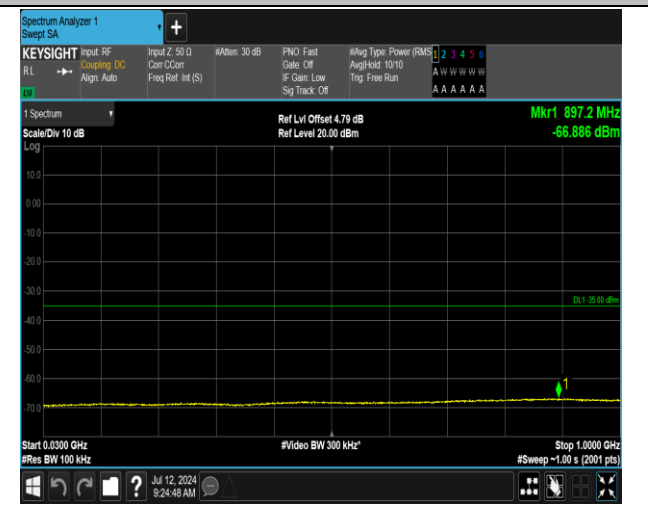 Spectrum Analyzer 1
Swept SA
+
KEYSIGHT
RL
Input: RF
Coupling: DC
Align: Auto
Input Z: 50 Ω
Corr CCorr
Freq Ref: Int (S)
#Atten: 30 dB
PNO: Fast
Gate: Off
IF Gain: Low
Sig Track: Off
#Avg Type: Power (RMS
Avg|Hold: 10/10
Trig: Free Run
1 2 3 4 5 6
A W W W W W
A A A A A A
1 Spectrum
Scale/Div 10 dB
Log
Ref Lvl Offset 4.79 dB
Ref Level 20.00 dBm
Mkr1 897.2 MHz
-66.886 dBm
10.0
0.00
-10.0
-20.0
-30.0
DL1 -35.00 dBm
-40.0
-50.0
-60.0
1
-70.0
Start 0.0300 GHz
#Res BW 100 kHz
#Video BW 300 kHz*
Stop 1.0000 GHz
#Sweep ~1.00 s (2001 pts)
?
Jul 12, 2024
9:24:48 AM